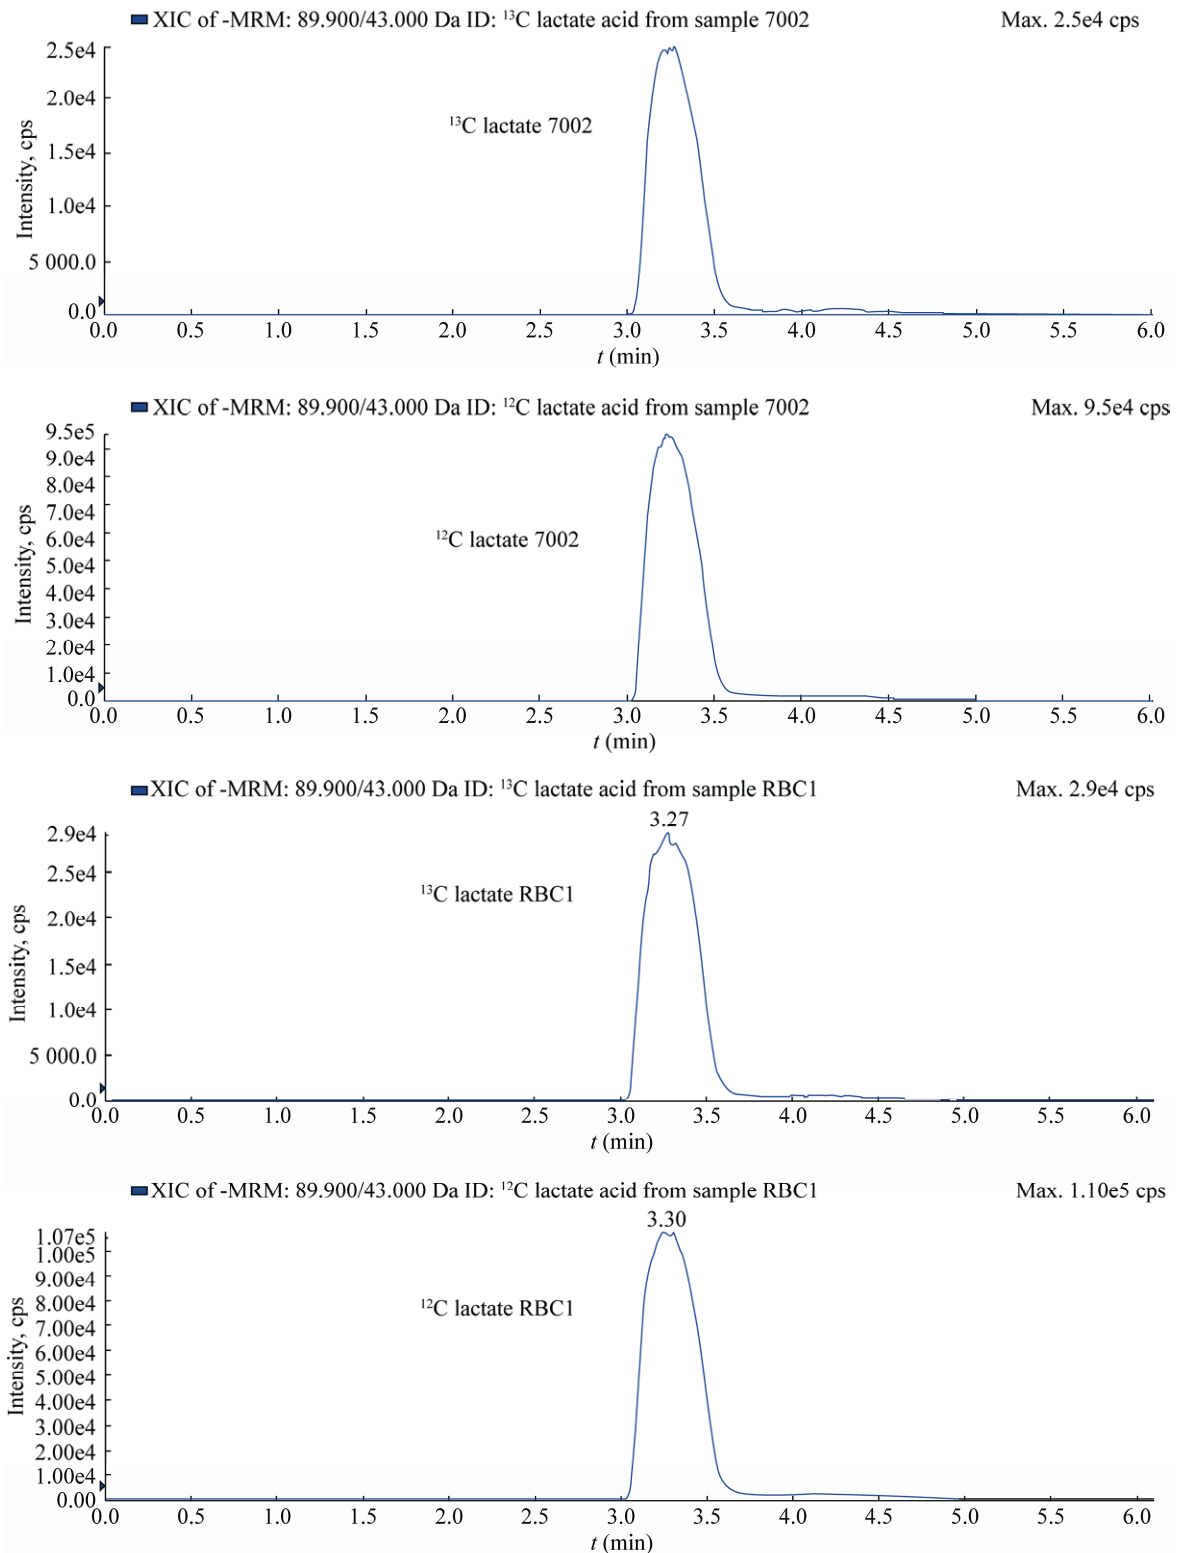 XIC of -MRM: 89.900/43.000 Da ID: ¹³C lactate acid from sample 7002 Max. 2.5e4 cps
2.5e4
2.0e4
¹³C lactate 7002
1.5e4
1.0e4
5 000.0
0.0
Intensity, cps
0.0 0.5 1.0 1.5 2.0 2.5 3.0 3.5 4.0 4.5 5.0 5.5 6.0
t (min)
XIC of -MRM: 89.900/43.000 Da ID: ¹²C lactate acid from sample 7002 Max. 9.5e4 cps
9.5e5
9.0e4
8.0e4
7.0e4
¹²C lactate 7002
6.0e4
5.0e4
4.0e4
3.0e4
2.0e4
1.0e4
0.0
Intensity, cps
0.0 0.5 1.0 1.5 2.0 2.5 3.0 3.5 4.0 4.5 5.0 5.5 6.0
t (min)
XIC of -MRM: 89.900/43.000 Da ID: ¹³C lactate acid from sample RBC1 Max. 2.9e4 cps
3.27
2.9e4
2.5e4
¹³C lactate RBC1
2.0e4
1.5e4
1.0e4
5 000.0
0.0
Intensity, cps
0.0 0.5 1.0 1.5 2.0 2.5 3.0 3.5 4.0 4.5 5.0 5.5 6.0
t (min)
XIC of -MRM: 89.900/43.000 Da ID: ¹²C lactate acid from sample RBC1 Max. 1.10e5 cps
3.30
1.07e5
1.00e5
9.00e4
¹²C lactate RBC1
8.00e4
7.00e4
6.00e4
5.00e4
4.00e4
3.00e4
2.00e4
1.00e4
0.00
Intensity, cps
0.0 0.5 1.0 1.5 2.0 2.5 3.0 3.5 4.0 4.5 5.0 5.5 6.0
t (min)